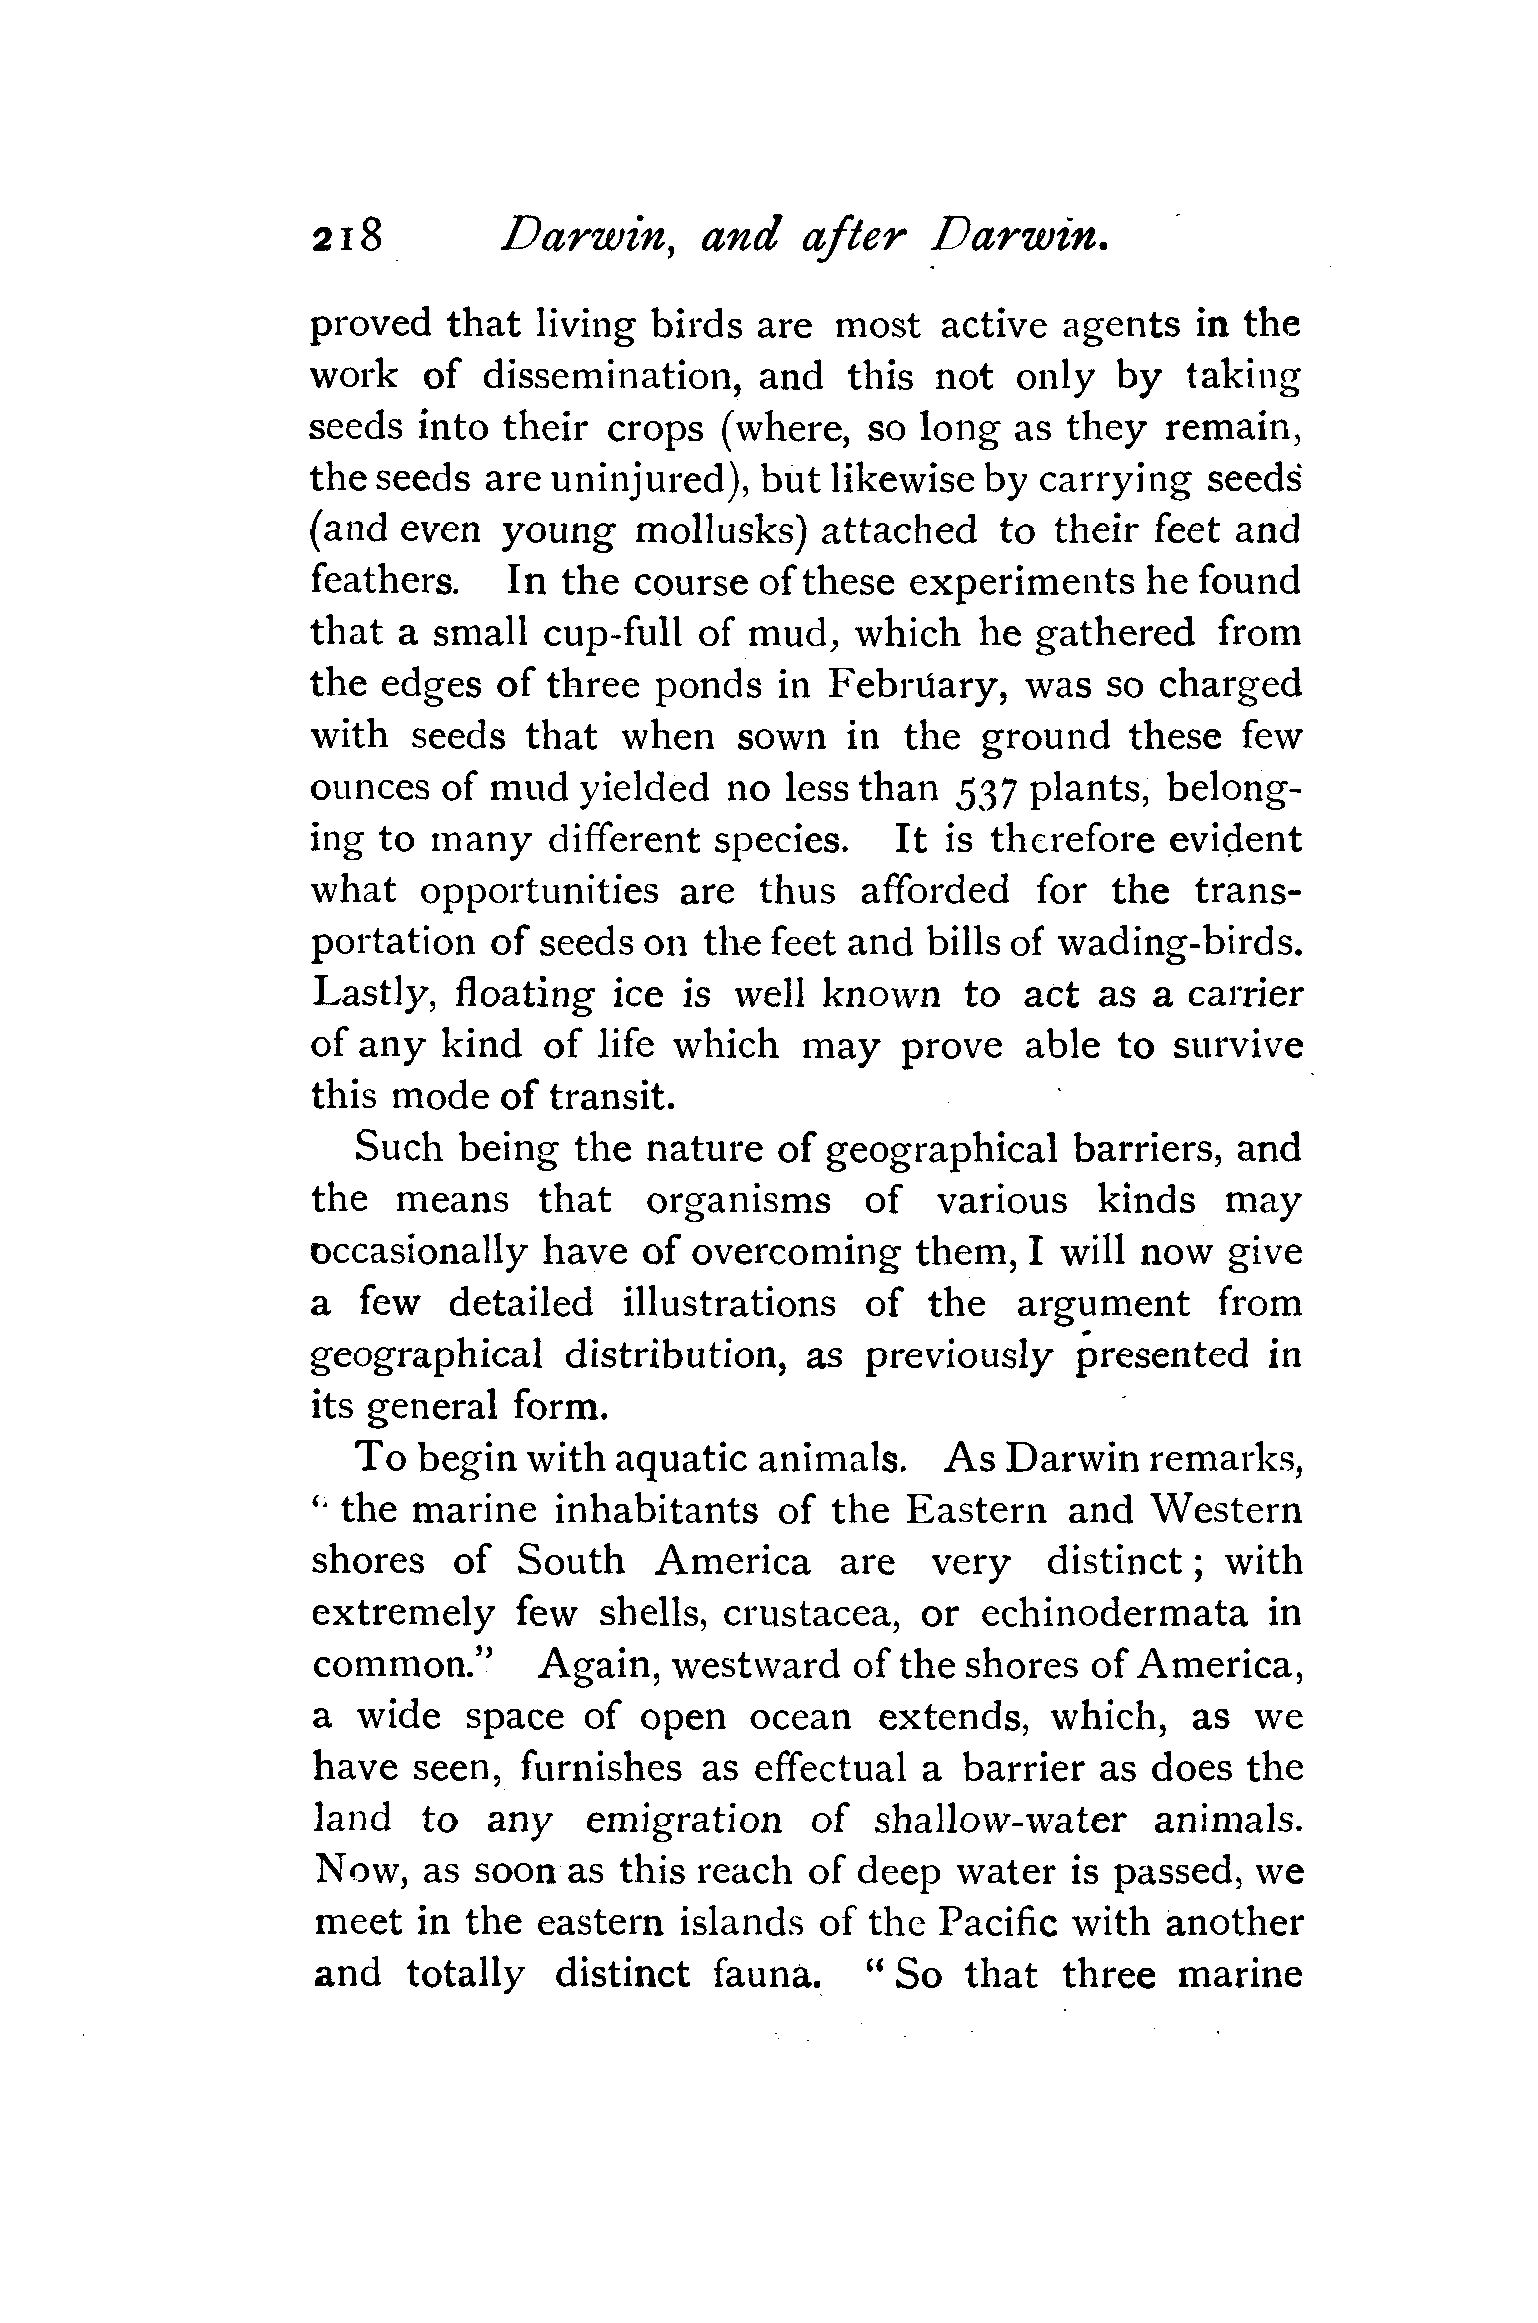 218 Darwin, and after Darwin.
proved that living birds are most active agents in the
work of dissemination, and this not only by taking
seeds into their crops (where, so long as they remain,
the seeds are uninjured), but likewise by carrying seeds
(and even young mollusks) attached to their feet and
feathers. In the course of these experiments he found
that a small cup-full of mud, which he gathered from
the edges of three ponds in February, was so charged
with seeds that when sown in the ground these few
ounces of mud yielded no less than 537 plants, belong-
ing to many different species. It is therefore evident
what opportunities are thus afforded for the trans-
portation of seeds on the feet and bills of wading-birds.
Lastly, floating ice is well known to act as a carrier
of any kind of life which may prove able to survive
this mode of transit.
Such being the nature of geographical barriers, and
the means that organisms of various kinds may
occasionally have of overcoming them, I will now give
a few detailed illustrations of the argument from
geographical distribution, as previously presented in
its general form.
To begin with aquatic animals. As Darwin remarks,
“ the marine inhabitants of the Eastern and Western
shores of South America are very distinct ; with
extremely few shells, crustacea, or echinodermata in
common.” Again, westward of the shores of America,
a wide space of open ocean extends, which, as we
have seen, furnishes as effectual a barrier as does the
land to any emigration of shallow-water animals.
Now, as soon as this reach of deep water is passed, we
meet in the eastern islands of the Pacific with another
and totally distinct fauna. “ So that three marine